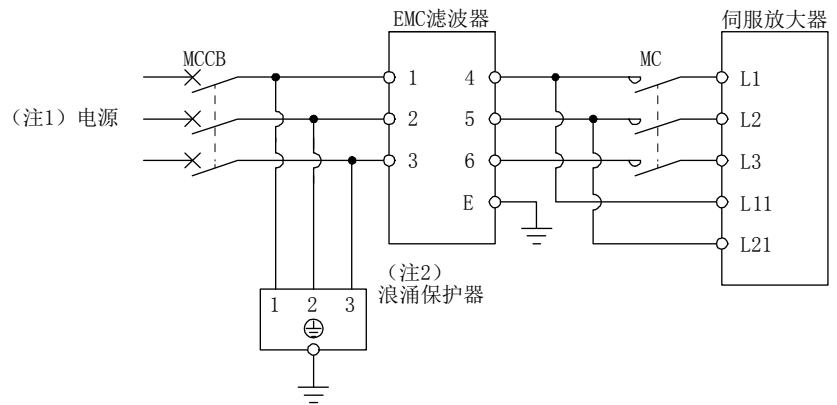 EMC滤波器
伺服放大器
MCCB
MC
1
4
L1
(注1) 电源
2
5
L2
3
6
L3
E
L11
L21
(注2)
浪涌保护器
1 2 3